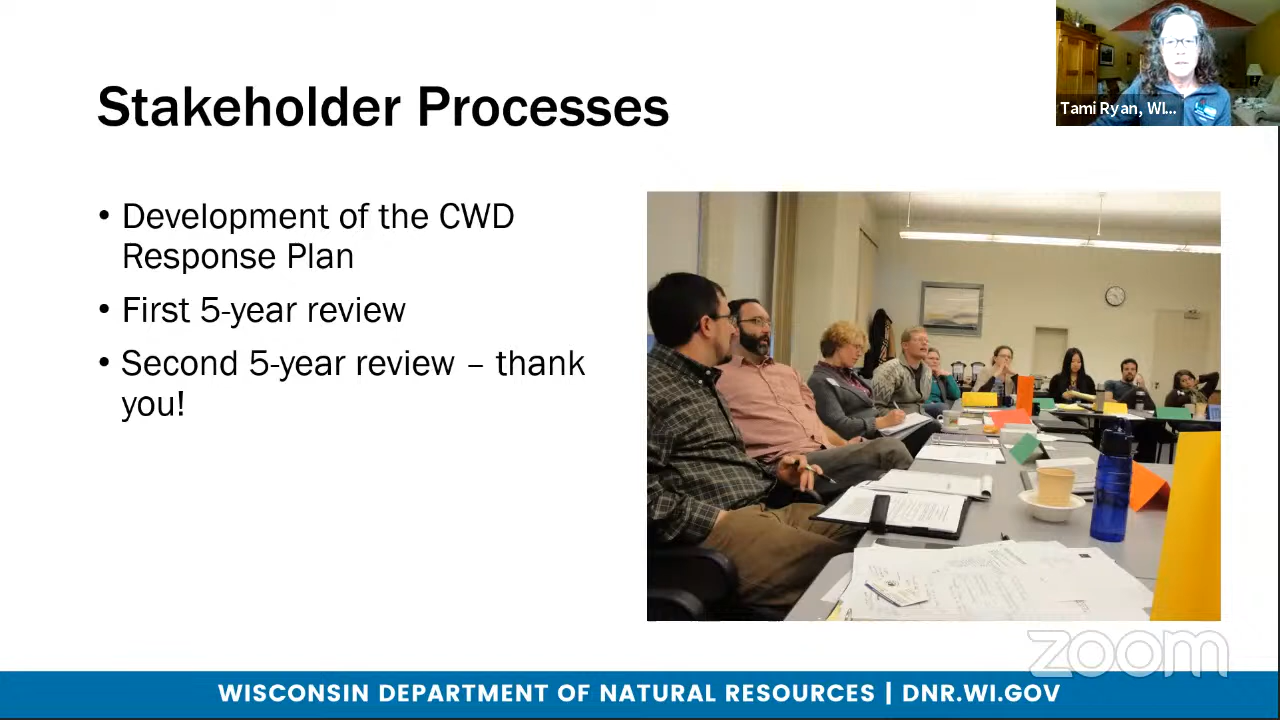 Stakeholder Processes
Tami Ryan, WI...
• Development of the CWD
Response Plan
• First 5-year review
• Second 5-year review – thank
you!
zoom
WISCONSIN DEPARTMENT OF NATURAL RESOURCES | DNR.WI.GOV